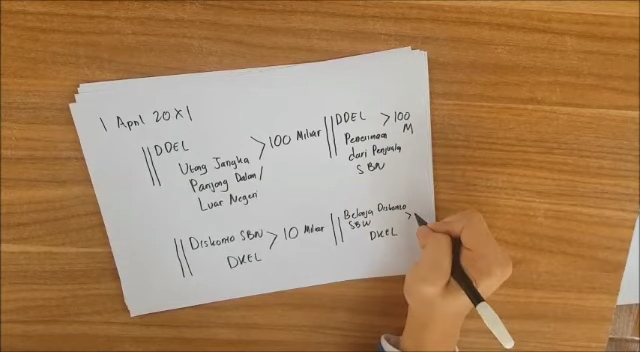 1 April 20X1
DDEL
Utang Jangka
Panjang Dalam/
Luar Negeri
> 100 Miliar
DDEL
Penerimaan
dari Penjualan
SBN
> 100
M
Diskonto SBN
DKEL
> 10 Miliar
Belanja Diskonto
SBN
DKEL
>